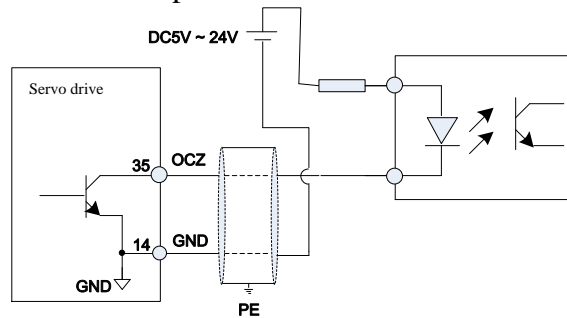 DC5V ~ 24V
Servo drive
35
OCZ
14
GND
GND
PE